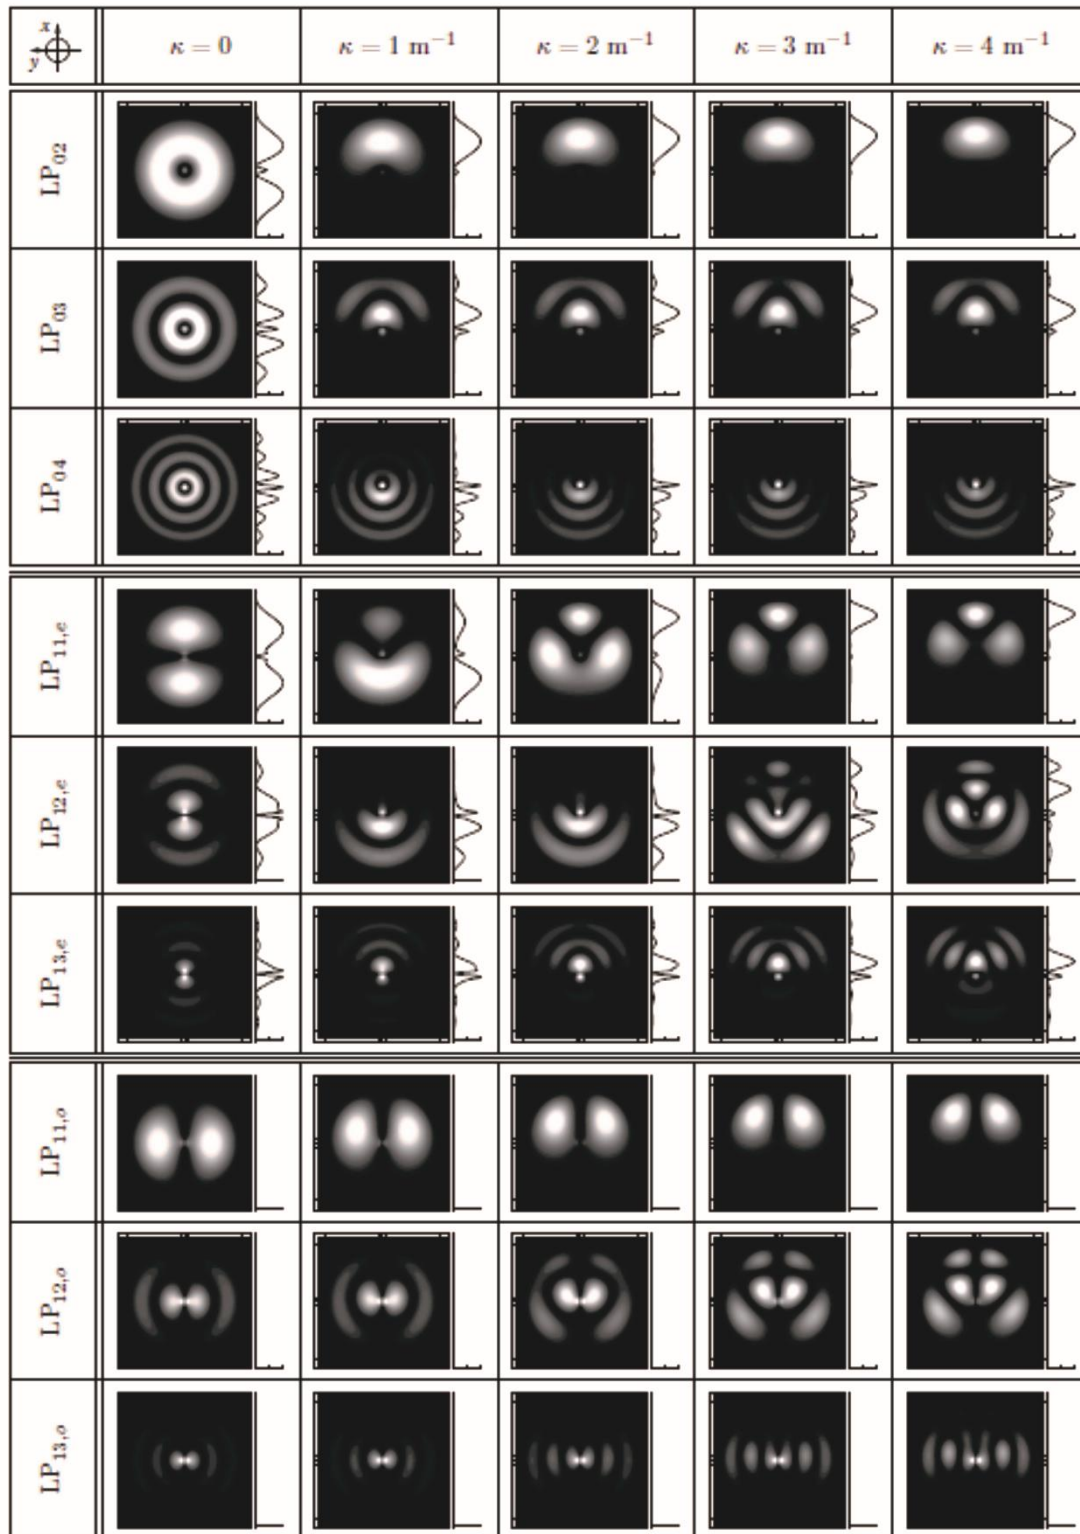 x
y
κ = 0
κ = 1 m⁻¹
κ = 2 m⁻¹
κ = 3 m⁻¹
κ = 4 m⁻¹
LP₀₂
LP₀₃
LP₀₄
LP₁₁,ₑ
LP₁₂,ₑ
LP₁₃,ₑ
LP₁₁,ₒ
LP₁₂,ₒ
LP₁₃,ₒ